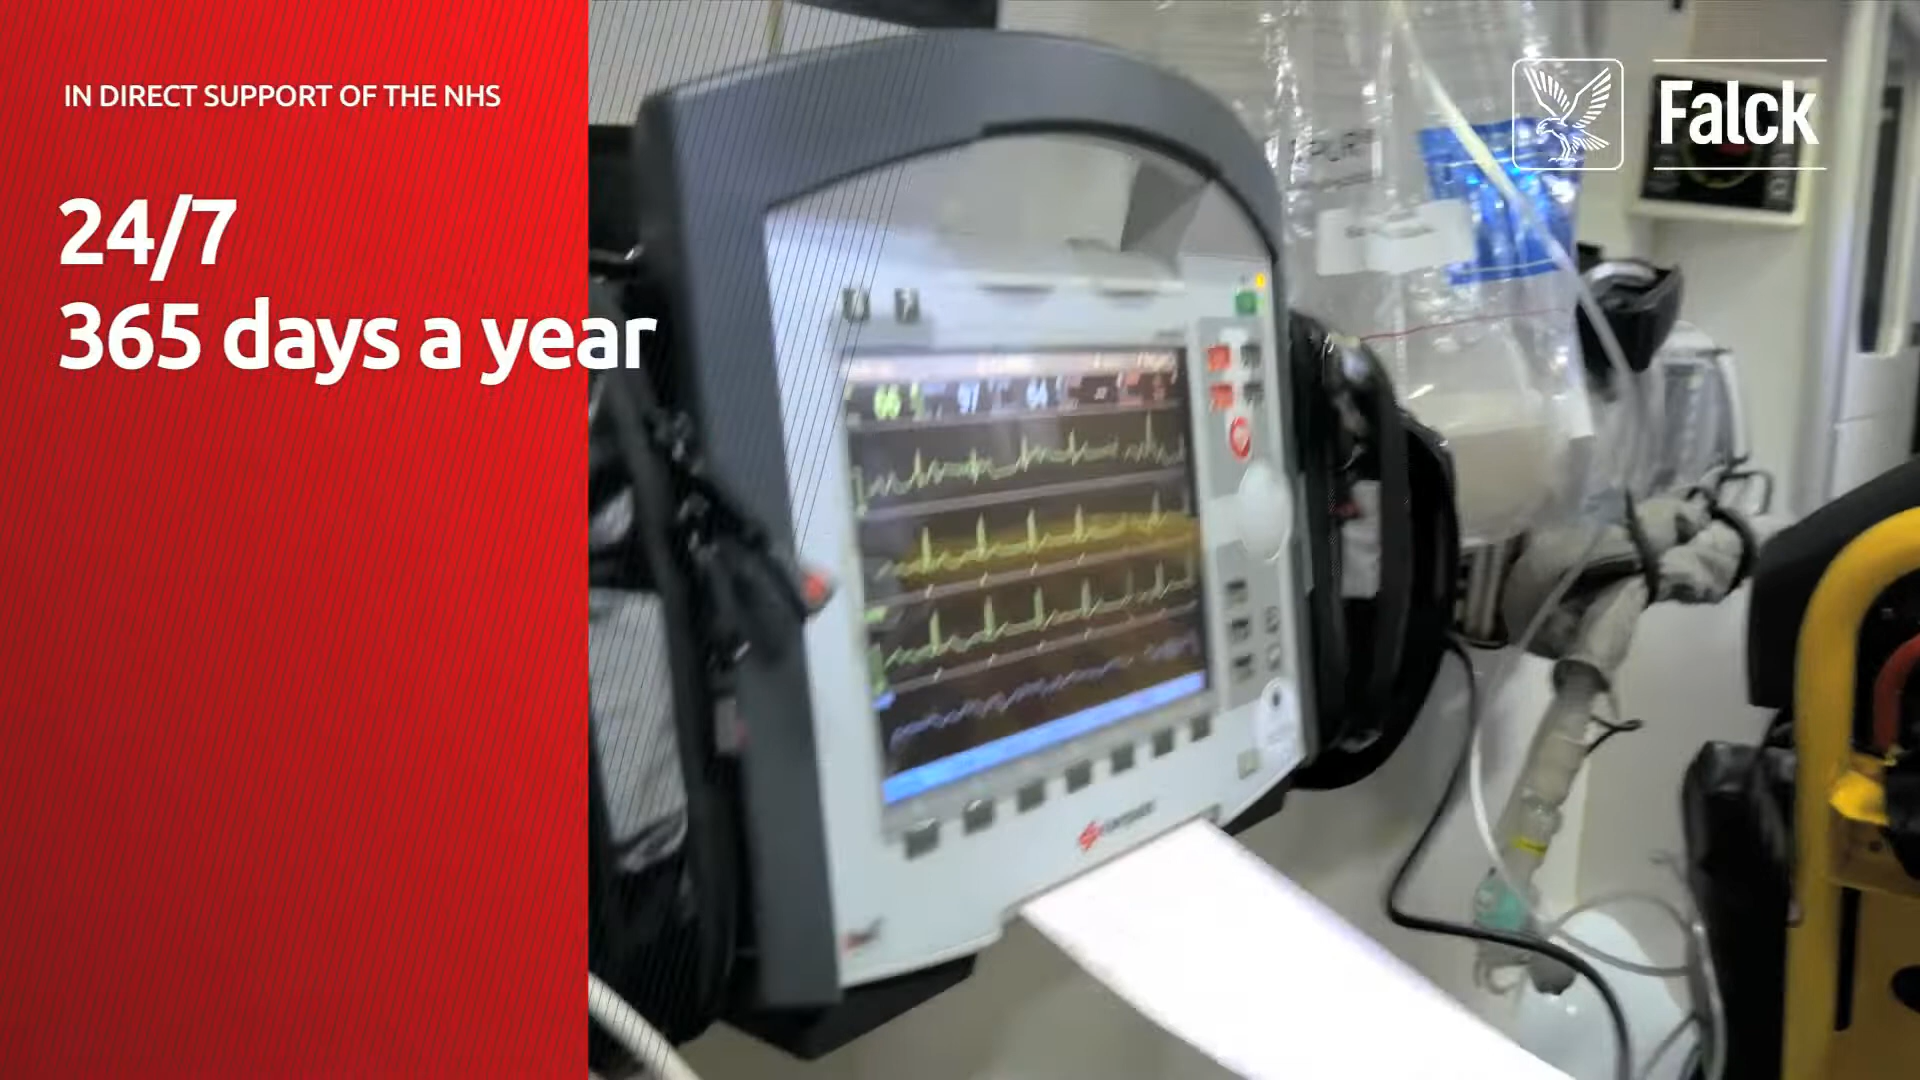 IN DIRECT SUPPORT OF THE NHS
Falck
24/7
365 days a year